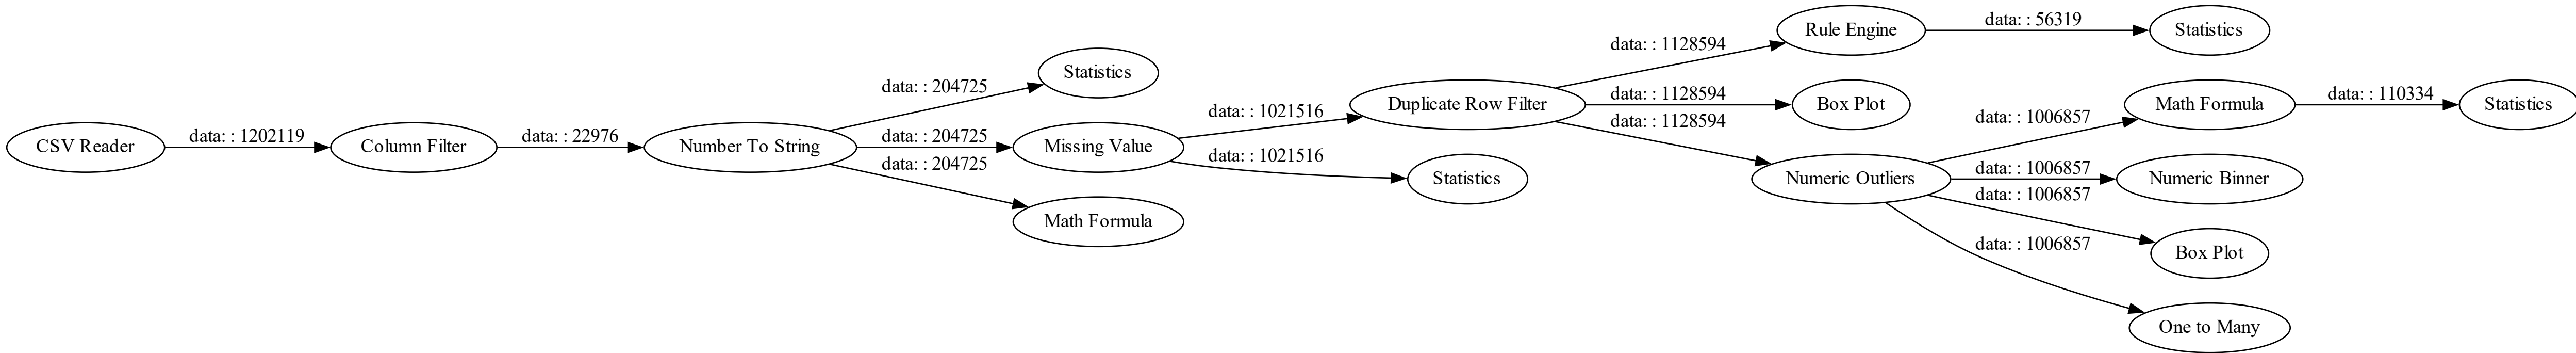 CSV Reader
data: : 1202119
Column Filter
data: : 22976
Number To String
data: : 204725
data: : 204725
data: : 204725
Statistics
Missing Value
Math Formula
data: : 1021516
data: : 1021516
Duplicate Row Filter
Statistics
data: : 1128594
data: : 1128594
data: : 1128594
Rule Engine
Box Plot
Numeric Outliers
data: : 56319
data: : 1006857
data: : 1006857
data: : 1006857
data: : 1006857
Statistics
Math Formula
Numeric Binner
Box Plot
One to Many
data: : 110334
Statistics